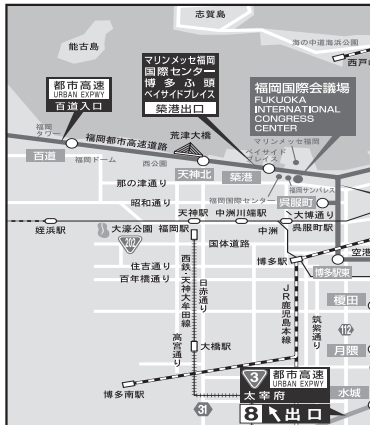 志賀島
能古島
海の中道海浜公園
西戸
マリンメッセ福岡
国際センター
博多ふ頭
ベイサイドプレイス
築港出口
都市高速
URBAN EXPWY
百道入口
福岡国際会議場
FUKUOKA
INTERNATIONAL
CONGRESS
CENTER
福岡
タワー
福岡都市高速道路
荒津大橋
マリンメッセ福岡
ベイサイド
プレイス
百道
福岡ドーム
西公園
天神北
築港
福岡サンパレス
那の津通り
福岡国際センター
呉服町
昭和通り
天神駅
中洲川端駅
大博通り
姪浜駅
大濠公園
福岡駅
中洲
呉服町駅
202
国体道路
空港
住吉通り
博多駅
博多駅東
百年橋通り
西鉄・天神大牟田線
日赤通り
JR鹿児島本線
筑紫通り
榎田
112
高宮通り
大橋駅
月隈
博多南駅
3
都市高速
URBAN EXPWY
太宰府
水城
31
8
出口